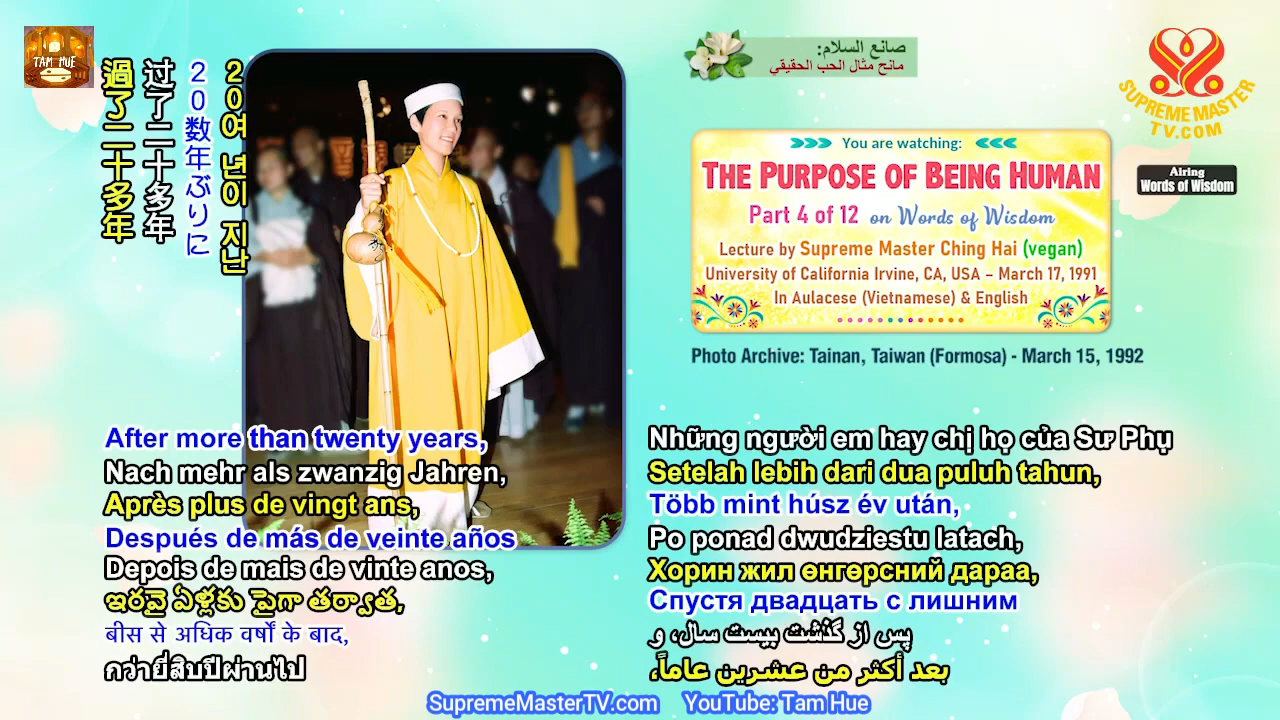 TAM HUE
過了二十多年
过了二十多年
20数年ぶりに
20여 년이 지난
صانع السلام:
مانح مثال الحب الحقيقي
SUPREME MASTER
TV.COM
You are watching:
THE PURPOSE OF BEING HUMAN
Part 4 of 12 on Words of Wisdom
Lecture by Supreme Master Ching Hai (vegan)
University of California Irvine, CA, USA – March 17, 1991
In Aulacese (Vietnamese) & English
Airing
Words of Wisdom
Photo Archive: Tainan, Taiwan (Formosa) - March 15, 1992
After more than twenty years,
Nach mehr als zwanzig Jahren,
Après plus de vingt ans,
Después de más de veinte años
Depois de mais de vinte anos,
ఇరవై ఏళ్లకు పైగా తర్వాత,
बीस से अधिक वर्षों के बाद,
กว่ายี่สิบปีผ่านไป
Những người em hay chị họ của Sư Phụ
Setelah lebih dari dua puluh tahun,
Több mint húsz év után,
Po ponad dwudziestu latach,
Хорин жил өнгөрсний дараа,
Спустя двадцать с лишним
پس از گذشت بیست سال، و
بعد أكثر من عشرين عاماً،
SupremeMasterTV.com YouTube: Tam Hue